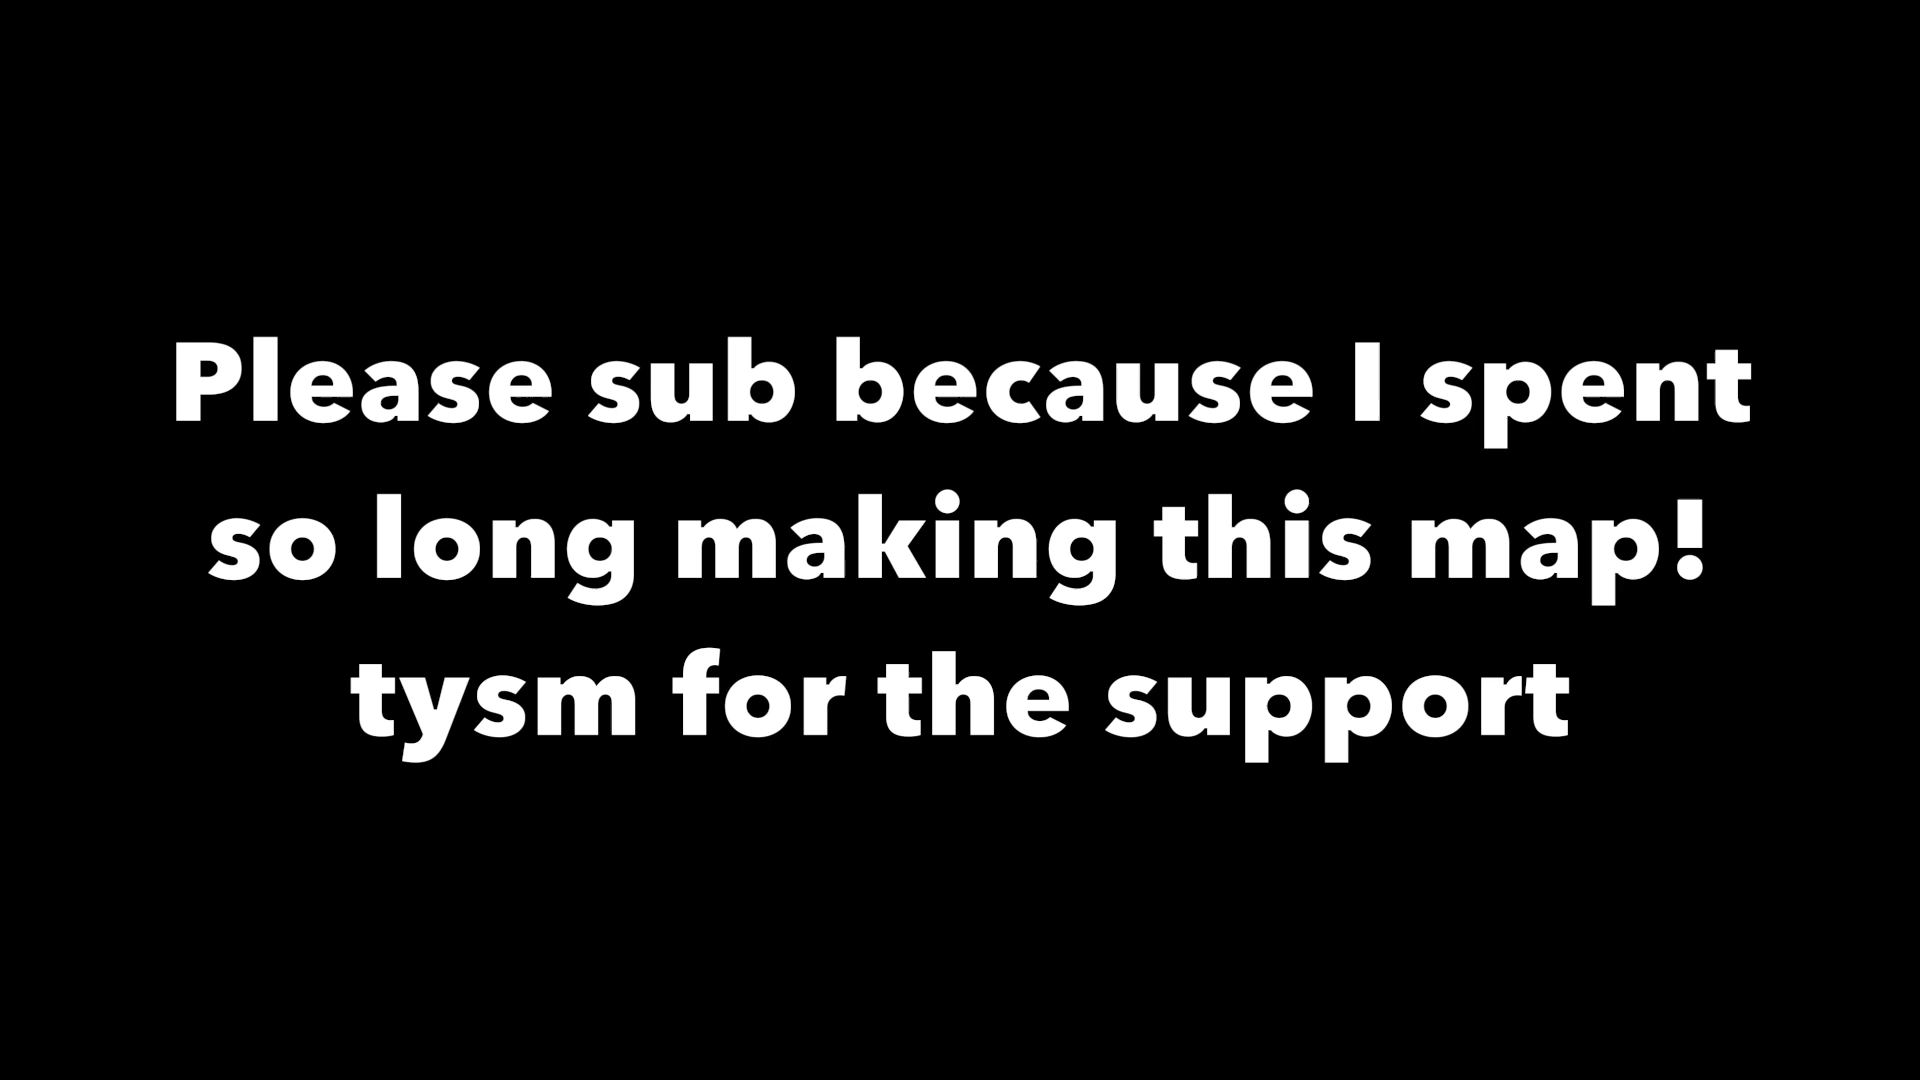 Please sub because I spent
so long making this map!
tysm for the support